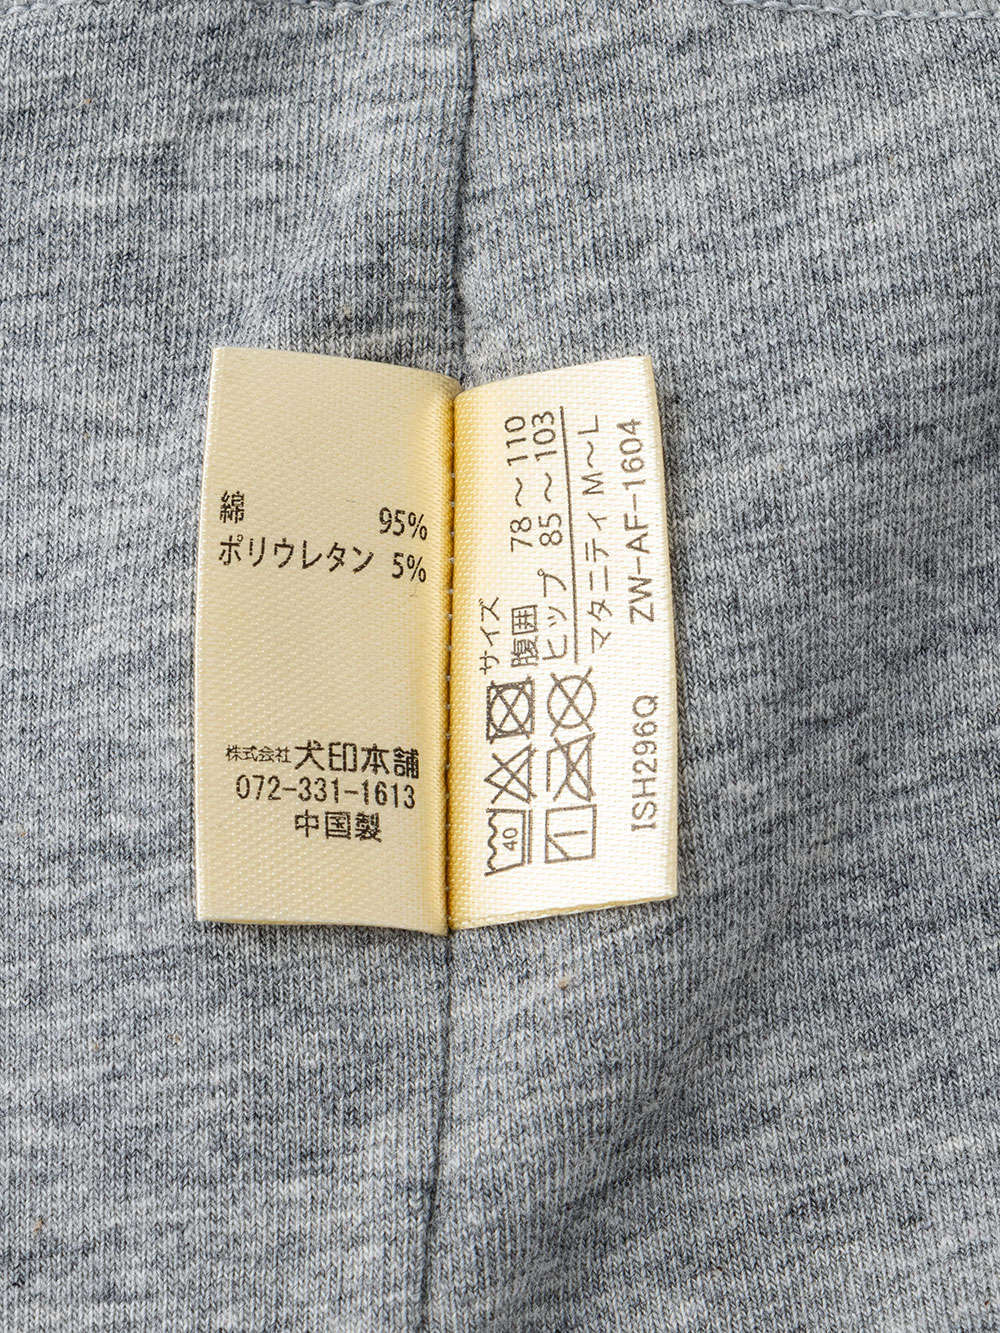 綿 95%
ポリウレタン 5%
株式会社 犬印本舗
072-331-1613
中国製
サイズ
腹囲 78～110
ヒップ 85～103
マタニティ M～L
ISH296Q ZW-AF-1604
40